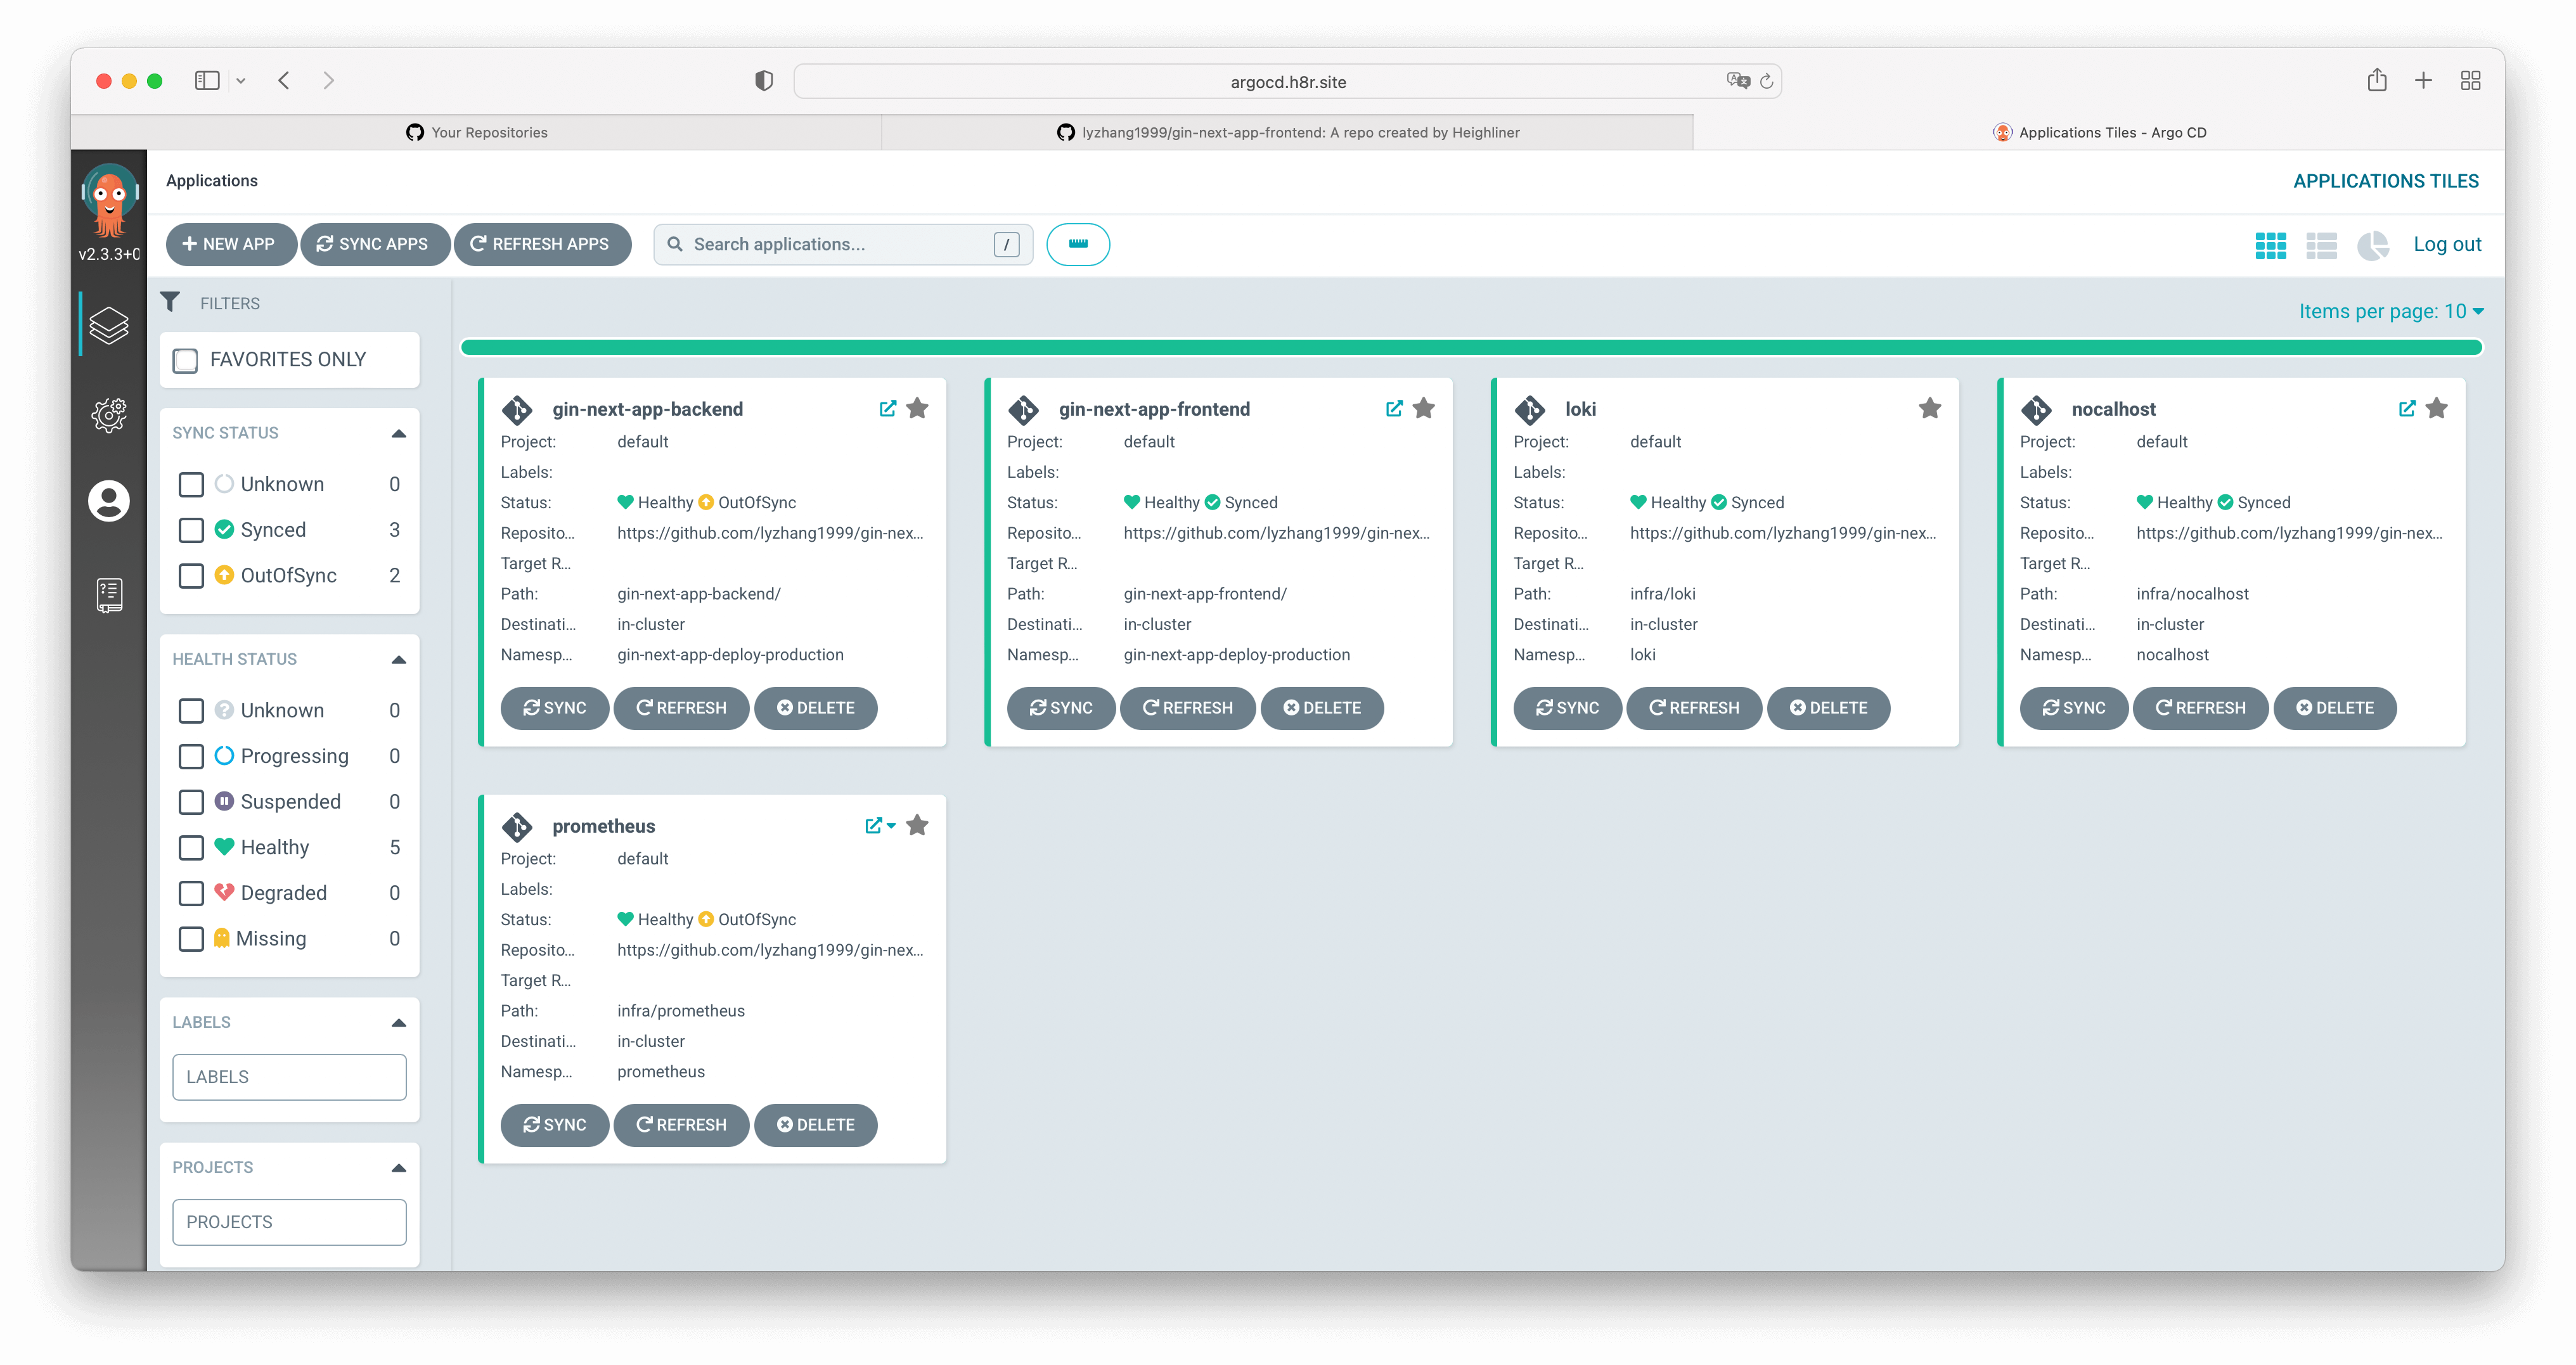 argocd.h8r.site
Your Repositories
lyzhang1999/gin-next-app-frontend: A repo created by Heighliner
Applications Tiles - Argo CD
Applications
APPLICATIONS TILES
v2.3.3+0
NEW APP
SYNC APPS
REFRESH APPS
Search applications...
/
Log out
FILTERS
Items per page: 10
FAVORITES ONLY
SYNC STATUS
Unknown 0
Synced 3
OutOfSync 2
HEALTH STATUS
Unknown 0
Progressing 0
Suspended 0
Healthy 5
Degraded 0
Missing 0
LABELS
LABELS
PROJECTS
PROJECTS
gin-next-app-backend
Project: default
Labels:
Status: Healthy OutOfSync
Reposito... https://github.com/lyzhang1999/gin-nex...
Target R...
Path: gin-next-app-backend/
Destinati... in-cluster
Namesp... gin-next-app-deploy-production
SYNC REFRESH DELETE
gin-next-app-frontend
Project: default
Labels:
Status: Healthy Synced
Reposito... https://github.com/lyzhang1999/gin-nex...
Target R...
Path: gin-next-app-frontend/
Destinati... in-cluster
Namesp... gin-next-app-deploy-production
SYNC REFRESH DELETE
loki
Project: default
Labels:
Status: Healthy Synced
Reposito... https://github.com/lyzhang1999/gin-nex...
Target R...
Path: infra/loki
Destinati... in-cluster
Namesp... loki
SYNC REFRESH DELETE
nocalhost
Project: default
Labels:
Status: Healthy Synced
Reposito... https://github.com/lyzhang1999/gin-nex...
Target R...
Path: infra/nocalhost
Destinati... in-cluster
Namesp... nocalhost
SYNC REFRESH DELETE
prometheus
Project: default
Labels:
Status: Healthy OutOfSync
Reposito... https://github.com/lyzhang1999/gin-nex...
Target R...
Path: infra/prometheus
Destinati... in-cluster
Namesp... prometheus
SYNC REFRESH DELETE